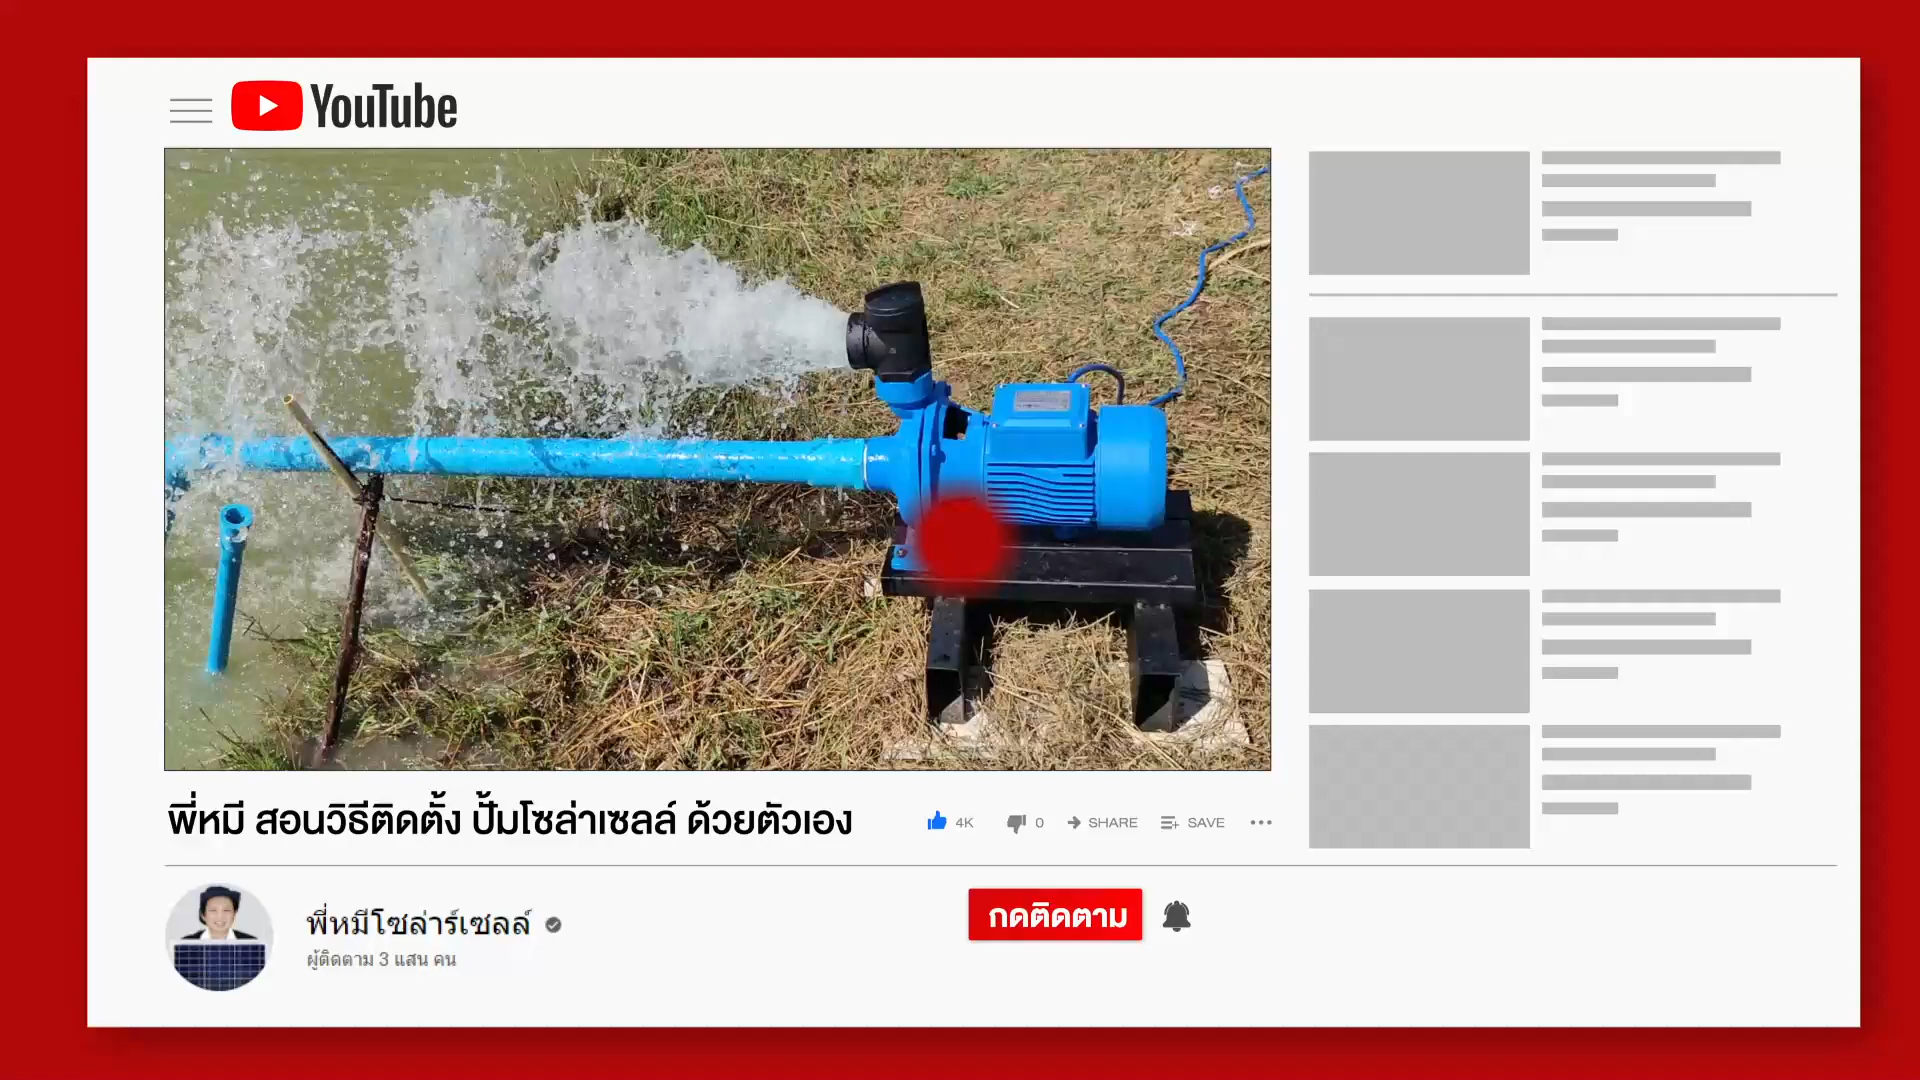 YouTube
พี่หมี สอนวิธีติดตั้ง ปั้มโซล่าเซลล์ ด้วยตัวเอง
4K 0 SHARE SAVE
พี่หมีโซล่าร์เซลล์
ผู้ติดตาม 3 แสน คน
กดติดตาม